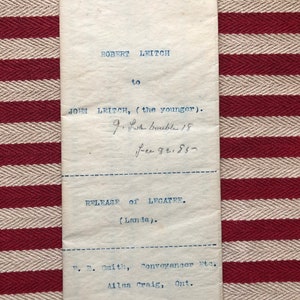 ROBERT LEITCH
to
JOHN LEITCH, (the younger).
RELEASE of LEGATEE.
(Lands).
Smith, Conveyancer Etc.
Ailsa Craig, Ont.